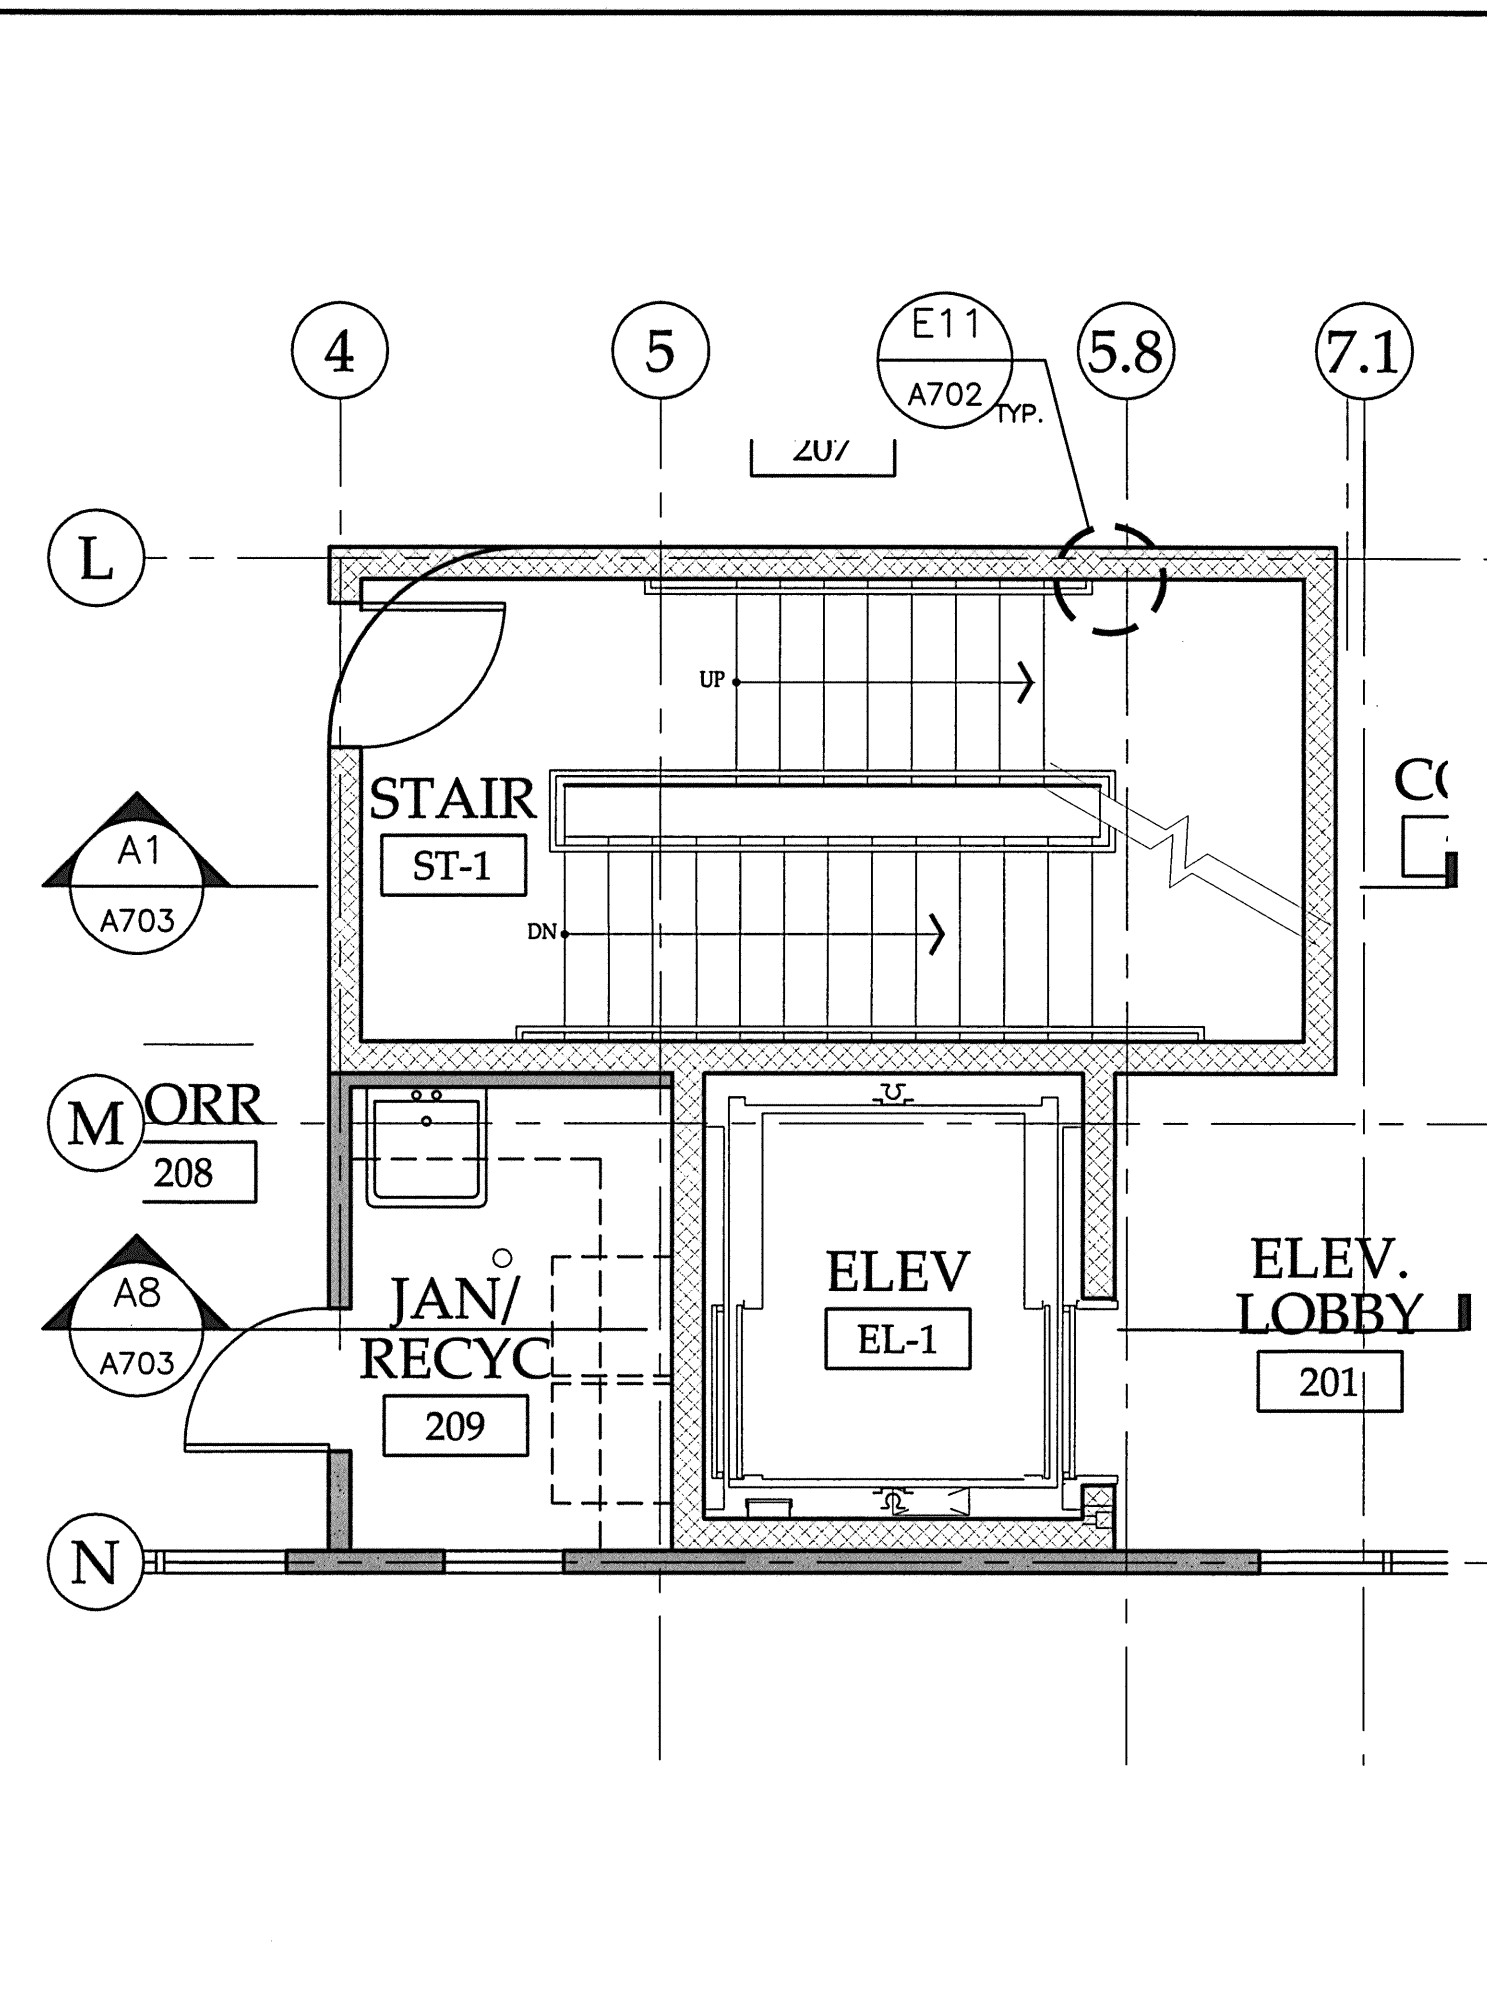 4
5
E11
A702
TYP.
5.8
7.1
207
L
UP
STAIR
ST-1
A1
A703
DN
M
ORR
208
A8
A703
JAN/
RECYC
209
ELEV
EL-1
ELEV.
LOBBY
201
N